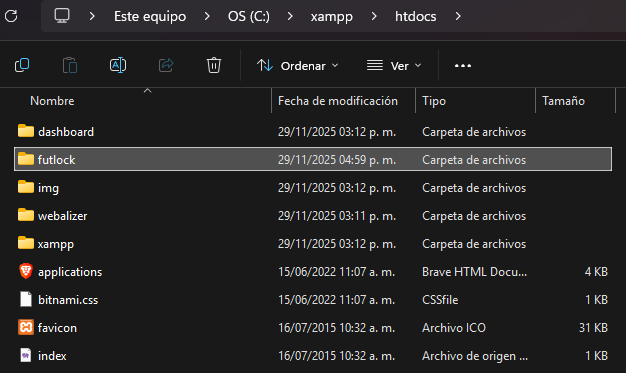 Este equipo > OS (C:) > xampp > htdocs >
Ordenar Ver ...
Nombre Fecha de modificación Tipo Tamaño
dashboard 29/11/2025 03:12 p. m. Carpeta de archivos
futlock 29/11/2025 04:59 p. m. Carpeta de archivos
img 29/11/2025 03:12 p. m. Carpeta de archivos
webalizer 29/11/2025 03:11 p. m. Carpeta de archivos
xampp 29/11/2025 03:12 p. m. Carpeta de archivos
applications 15/06/2022 11:07 a. m. Brave HTML Docu... 4 KB
bitnami.css 15/06/2022 11:07 a. m. CSSfile 1 KB
favicon 16/07/2015 10:32 a. m. Archivo ICO 31 KB
index 16/07/2015 10:32 a. m. Archivo de origen ... 1 KB